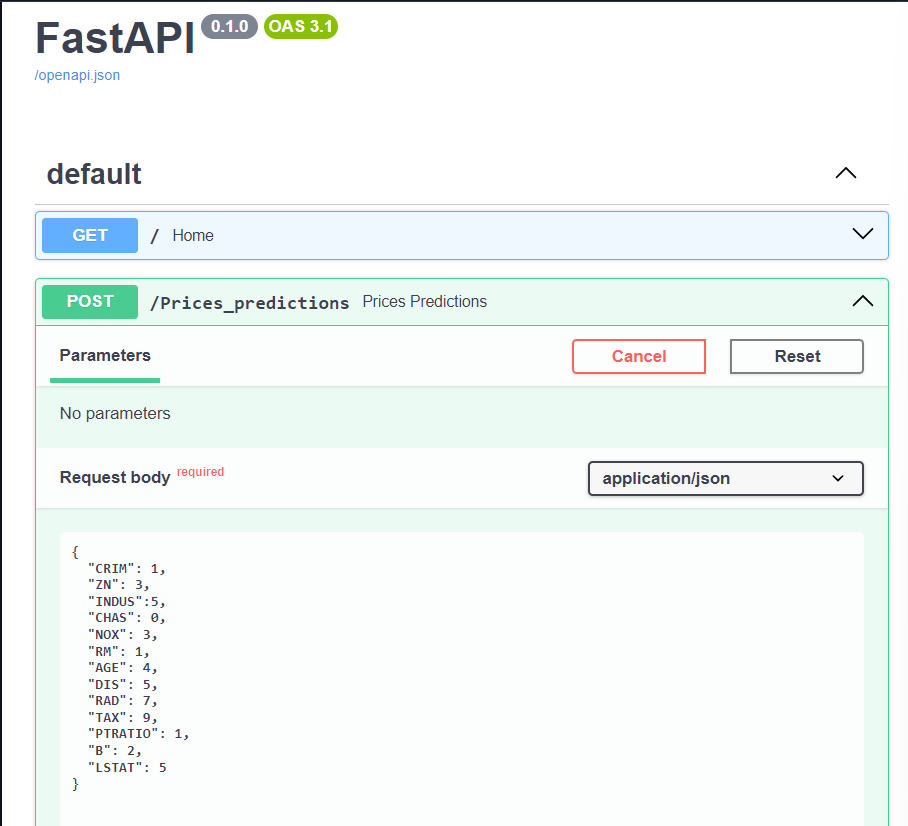 FastAPI 0.1.0 OAS 3.1
/openapi.json
default
GET / Home
POST /Prices_predictions Prices Predictions
Parameters Cancel Reset
No parameters
Request body required application/json
{
  "CRIM": 1,
  "ZN": 3,
  "INDUS":5,
  "CHAS": 0,
  "NOX": 3,
  "RM": 1,
  "AGE": 4,
  "DIS": 5,
  "RAD": 7,
  "TAX": 9,
  "PTRATIO": 1,
  "B": 2,
  "LSTAT": 5
}